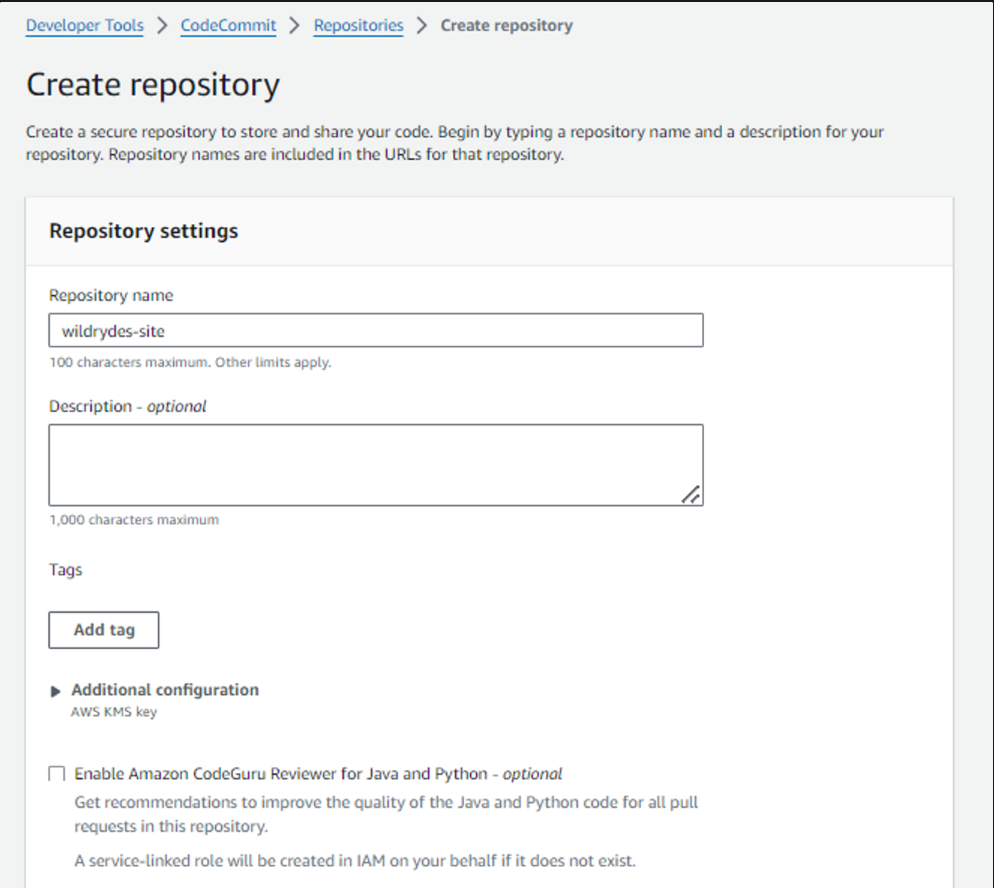 Developer Tools > CodeCommit > Repositories > Create repository
Create repository
Create a secure repository to store and share your code. Begin by typing a repository name and a description for your
repository. Repository names are included in the URLs for that repository.
Repository settings
Repository name
wildrydes-site
100 characters maximum. Other limits apply.
Description - optional
1,000 characters maximum
Tags
Add tag
Additional configuration
AWS KMS key
Enable Amazon CodeGuru Reviewer for Java and Python - optional
Get recommendations to improve the quality of the Java and Python code for all pull
requests in this repository.
A service-linked role will be created in IAM on your behalf if it does not exist.